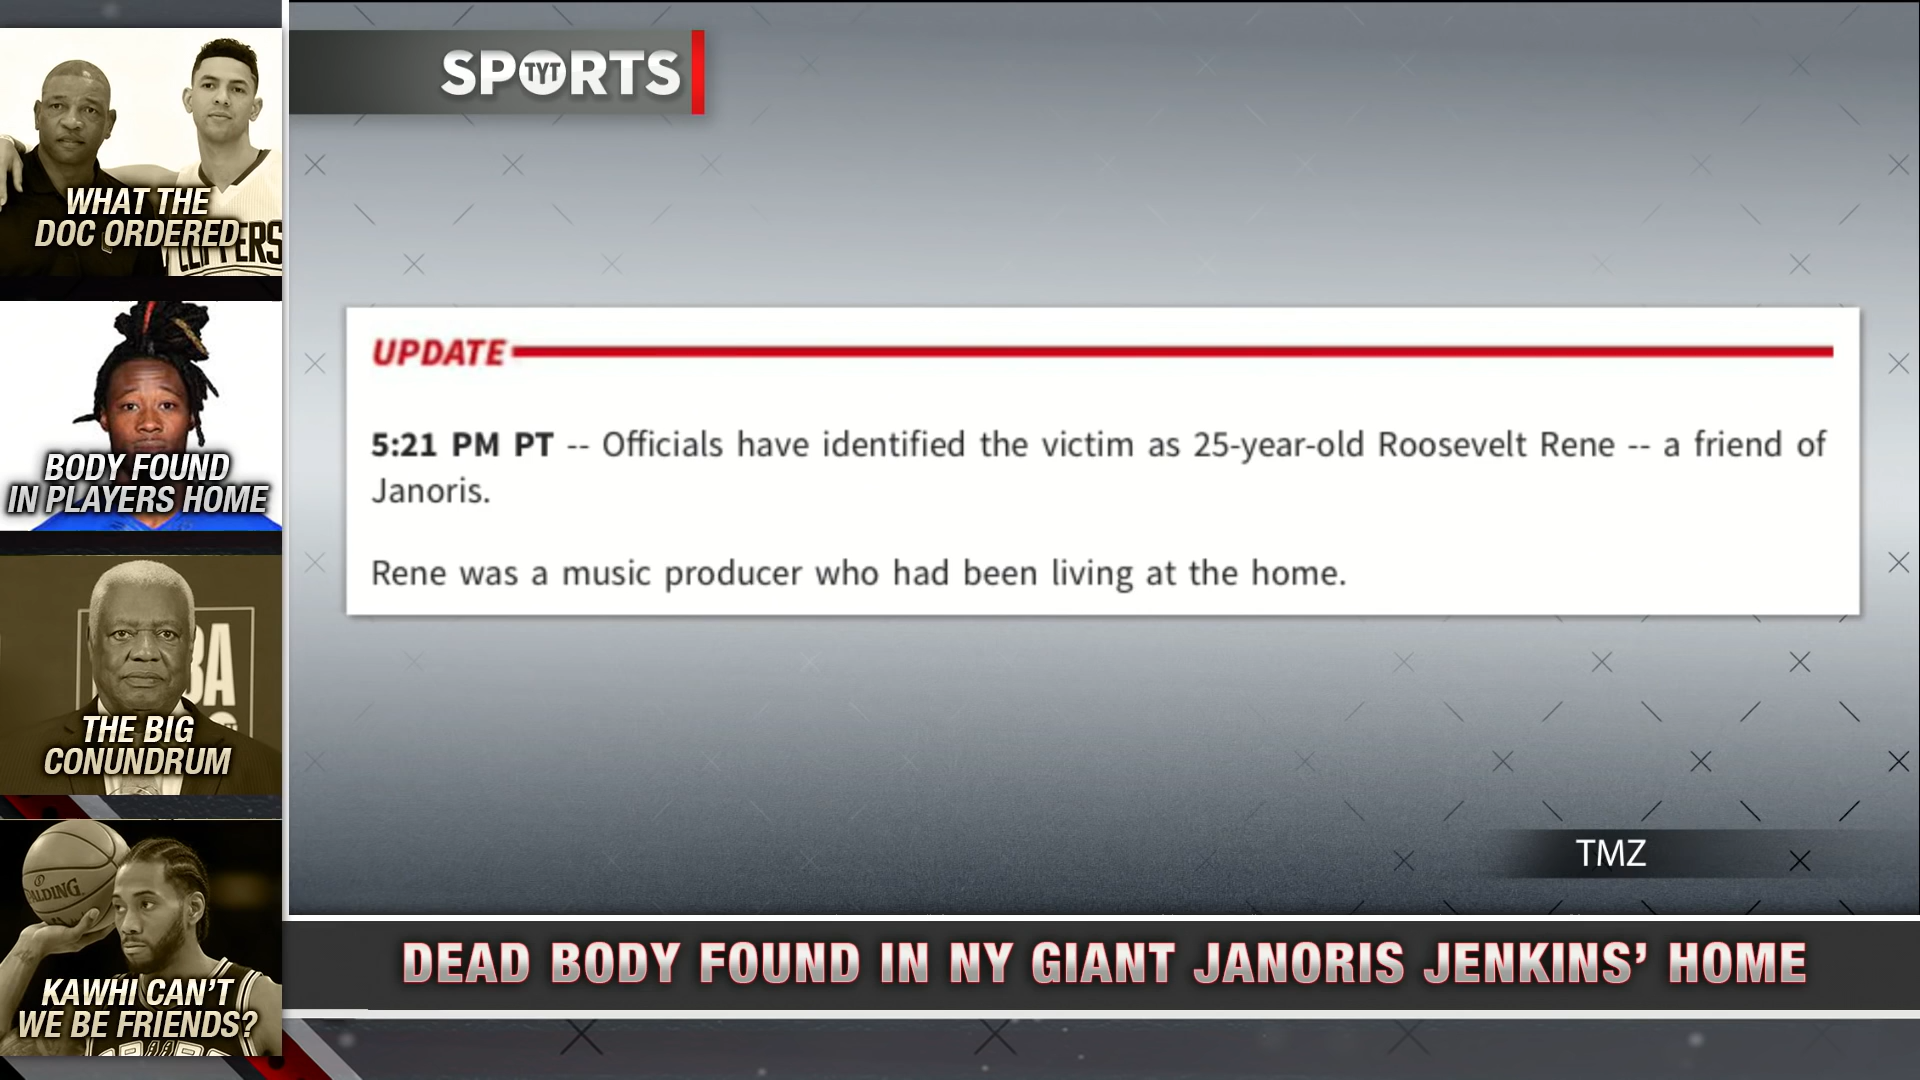 SPORTS
TYT
WHAT THE
DOC ORDERED
CLIPPERS
BODY FOUND
IN PLAYERS HOME
BA
THE BIG
CONUNDRUM
ALDING
KAWHI CAN'T
WE BE FRIENDS?
UPDATE
5:21 PM PT -- Officials have identified the victim as 25-year-old Roosevelt Rene -- a friend of
Janoris.
Rene was a music producer who had been living at the home.
TMZ
DEAD BODY FOUND IN NY GIANT JANORIS JENKINS' HOME